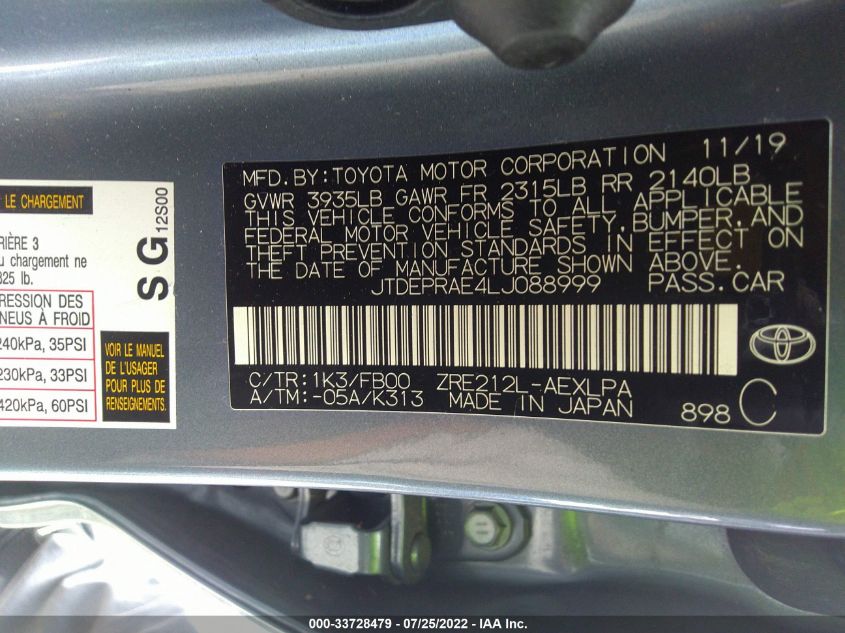 LE CHARGEMENT
RIÈRE 3
u chargement ne
825 lb.
RESSION DES
NEUS À FROID
240kPa, 35PSI
230kPa, 33PSI
420kPa, 60PSI
SG
12S00
VOIR LE MANUEL
DE L'USAGER
POUR PLUS DE
RENSEIGNEMENTS.
MFD.BY:TOYOTA MOTOR CORPORATION 11/19
GVWR 3935LB GAWR FR 2315LB RR 2140LB
THIS VEHICLE CONFORMS TO ALL APPLICABLE
FEDERAL MOTOR VEHICLE SAFETY,BUMPER,AND
THEFT PREVENTION STANDARDS IN EFFECT ON
THE DATE OF MANUFACTURE SHOWN ABOVE.
JTDEPRAE4LJ088999 PASS.CAR
C/TR:1K3/FB00 ZRE212L-AEXLPA
A/TM:-05A/K313 MADE IN JAPAN 898 C
000-33728479 - 07/25/2022 - IAA Inc.